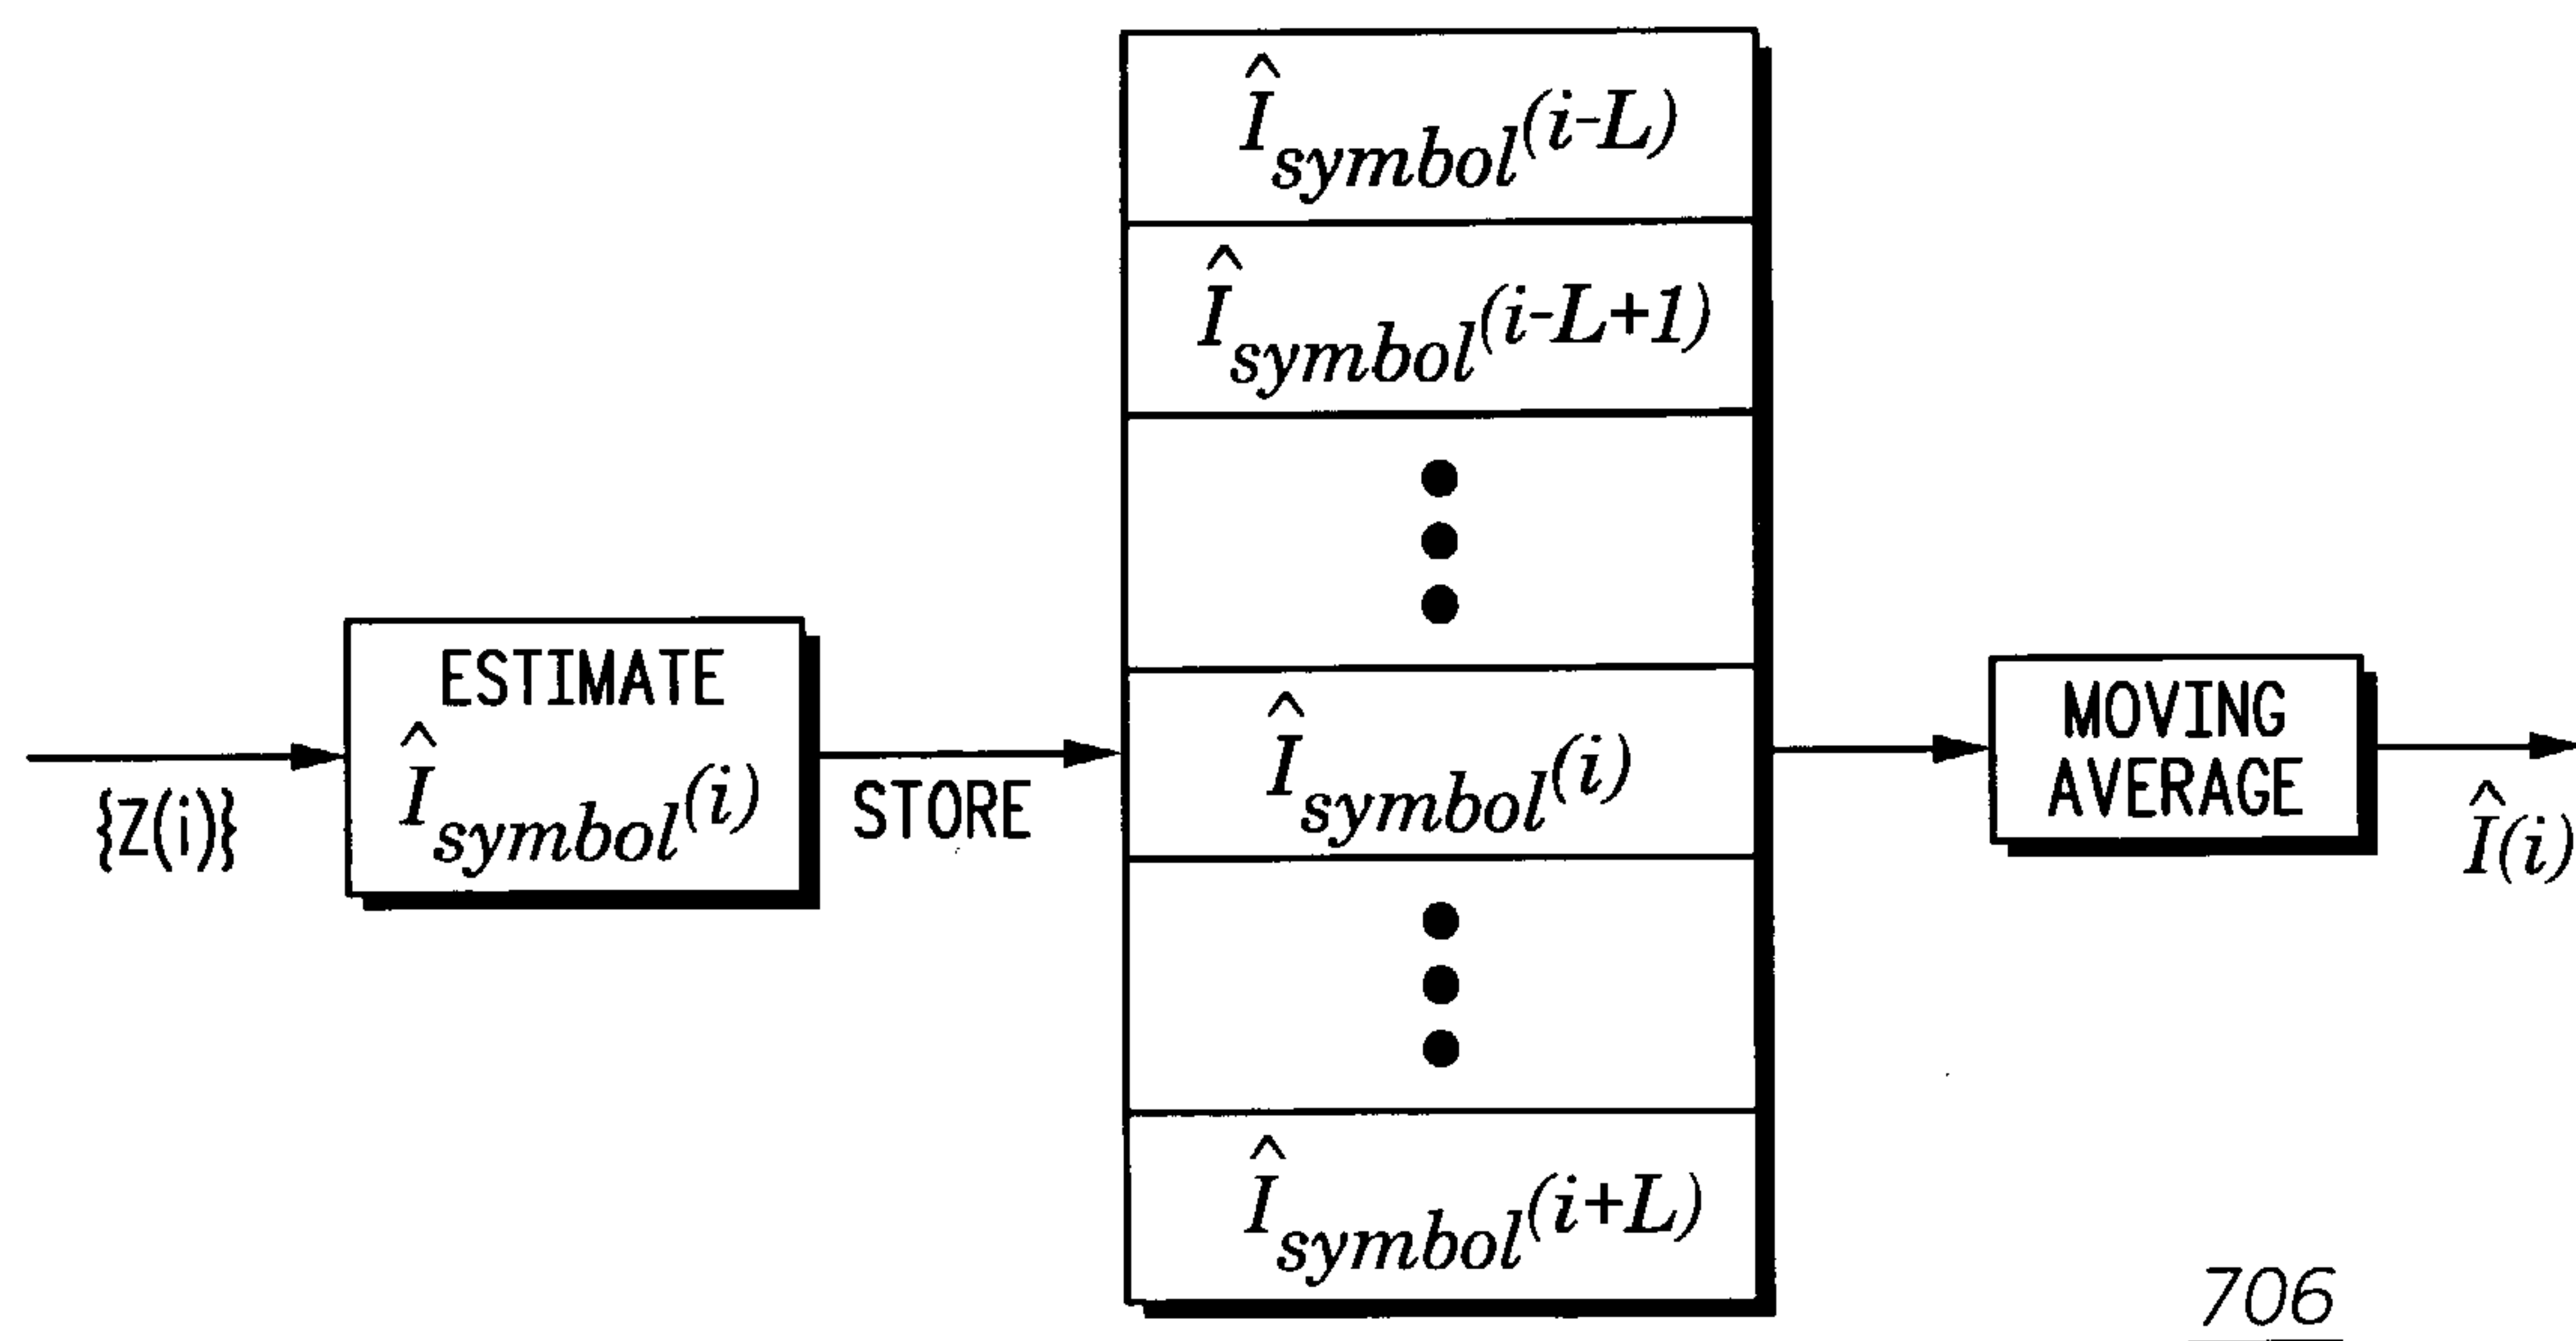 Î_symbol(i-L)
Î_symbol(i-L+1)
ESTIMATE
Î_symbol(i)
{Z(i)}
STORE
Î_symbol(i)
MOVING
AVERAGE
Î(i)
Î_symbol(i+L)
706